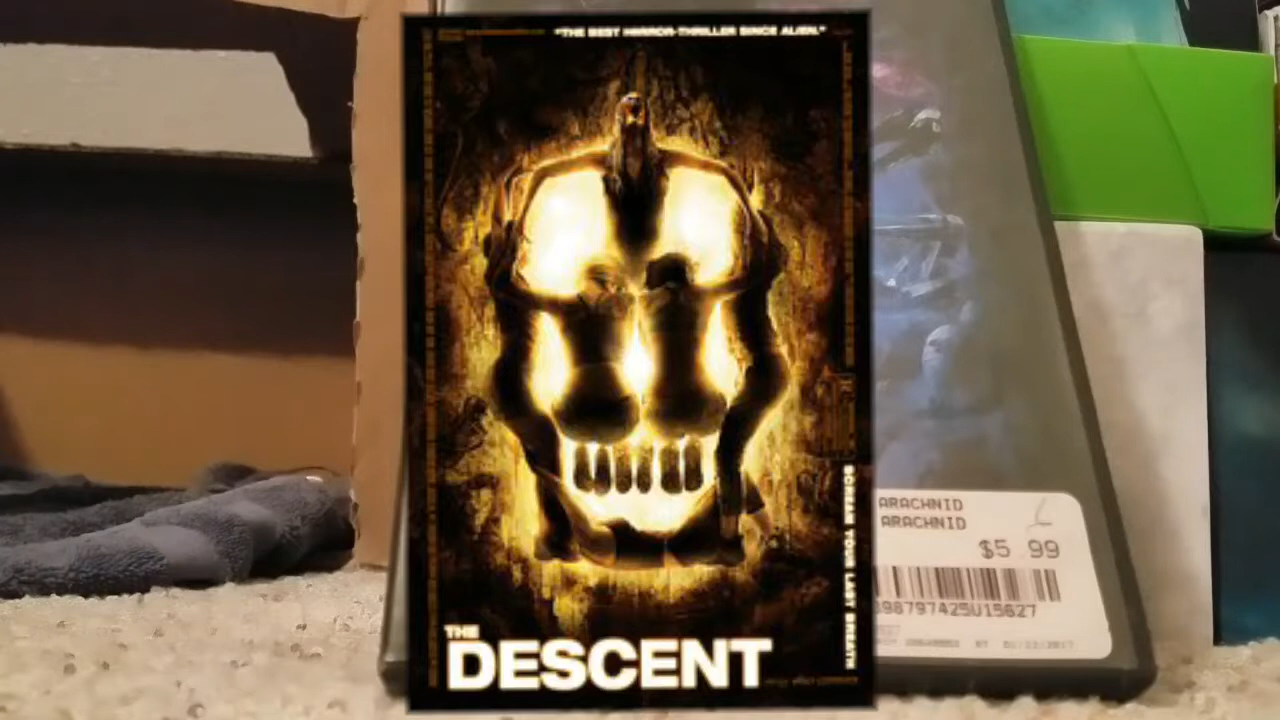 "THE BEST HORROR-THRILLER SINCE ALIEN."
SCREAM YOUR LAST BREATH
THE
DESCENT
ARACHNID
ARACHNID
$5 99